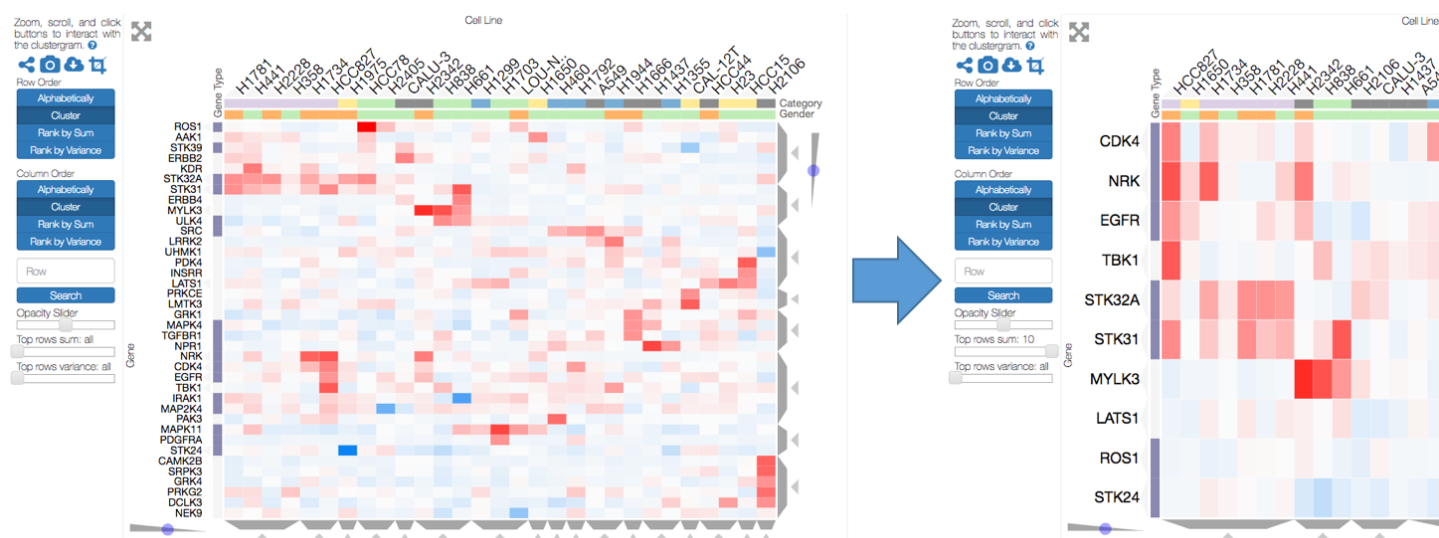 Zoom, scroll, and click
buttons to interact with
the clustergram.
Row Order
Alphabetically
Cluster
Rank by Sum
Rank by Variance
Column Order
Alphabetically
Cluster
Rank by Sum
Rank by Variance
Row
Search
Opacity Slider
Top rows sum: all
Top rows variance: all
Cell Line
Gene Type
H1781
H441
H2228
H358
H1734
HCC827
H1975
HCC78
H2405
CALU-3
H2342
H838
H661
H1299
H1703
LOU-N.
H1650
H460
H1792
A549
H1944
H1666
H1437
H1355
CAL-12T
HCC44
H23
HCC15
H2106
Category
Gender
Gene
ROS1
AAK1
STK39
ERBB2
KDR
STK32A
STK31
ERBB4
MYLK3
ULK4
SRC
LRRK2
UHMK1
PDK4
INSRR
LATS1
PRKCE
LMTK3
GRK1
MAPK4
TGFBR1
NPR1
NRK
CDK4
EGFR
TBK1
IRAK1
MAP2K4
PAK3
MAPK11
PDGFRA
STK24
CAMK2B
SRPK3
GRK4
PRKG2
DCLK3
NEK9
Zoom, scroll, and click
buttons to interact with
the clustergram.
Row Order
Alphabetically
Cluster
Rank by Sum
Rank by Variance
Column Order
Alphabetically
Cluster
Rank by Sum
Rank by Variance
Row
Search
Opacity Slider
Top rows sum: 10
Top rows variance: all
Cell Line
Gene Type
HCC827
H1650
H1734
H358
H1781
H2228
H441
H2342
H838
H661
H2106
CALU-3
H1437
A54
Gene
CDK4
NRK
EGFR
TBK1
STK32A
STK31
MYLK3
LATS1
ROS1
STK24